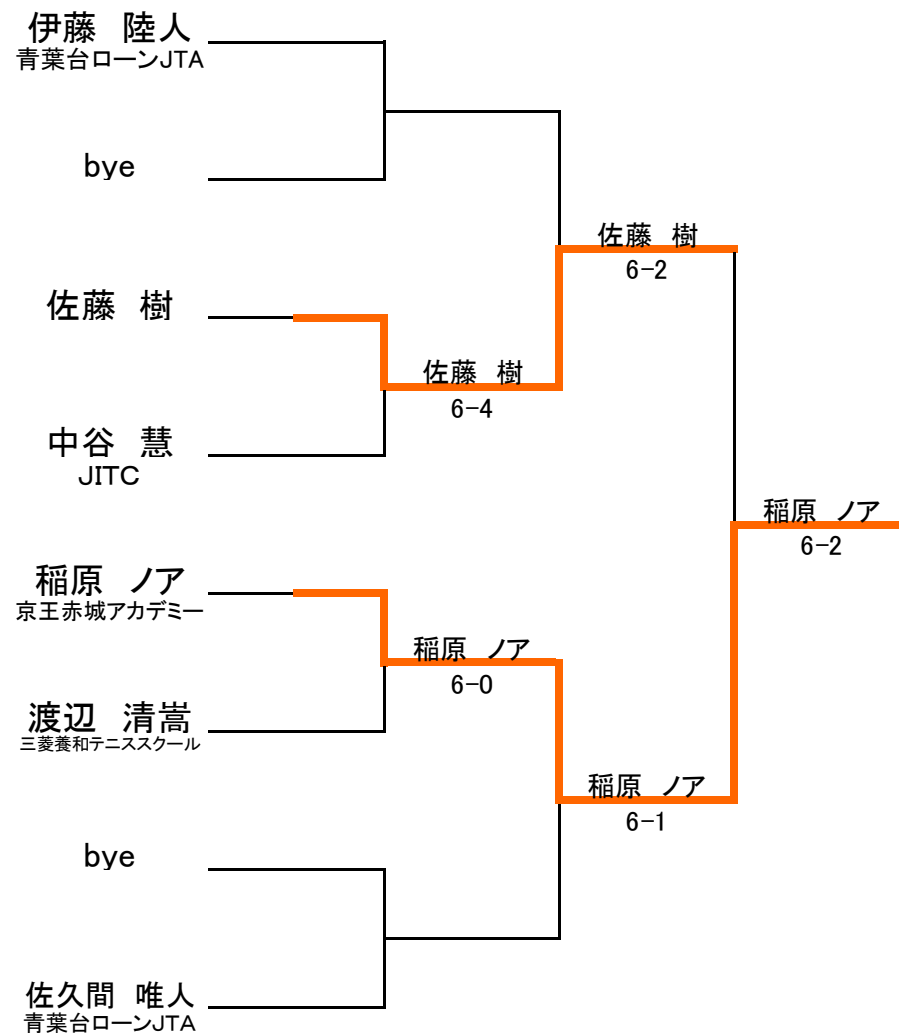 伊藤　陸人
青葉台ローンJTA
bye
佐藤　樹
6-2
佐藤　樹
佐藤　樹
6-4
中谷　慧
JITC
稲原　ノア
6-2
稲原　ノア
京王赤城アカデミー
稲原　ノア
6-0
渡辺　清嵩
三菱養和テニススクール
稲原　ノア
6-1
bye
佐久間　唯人
青葉台ローンJTA